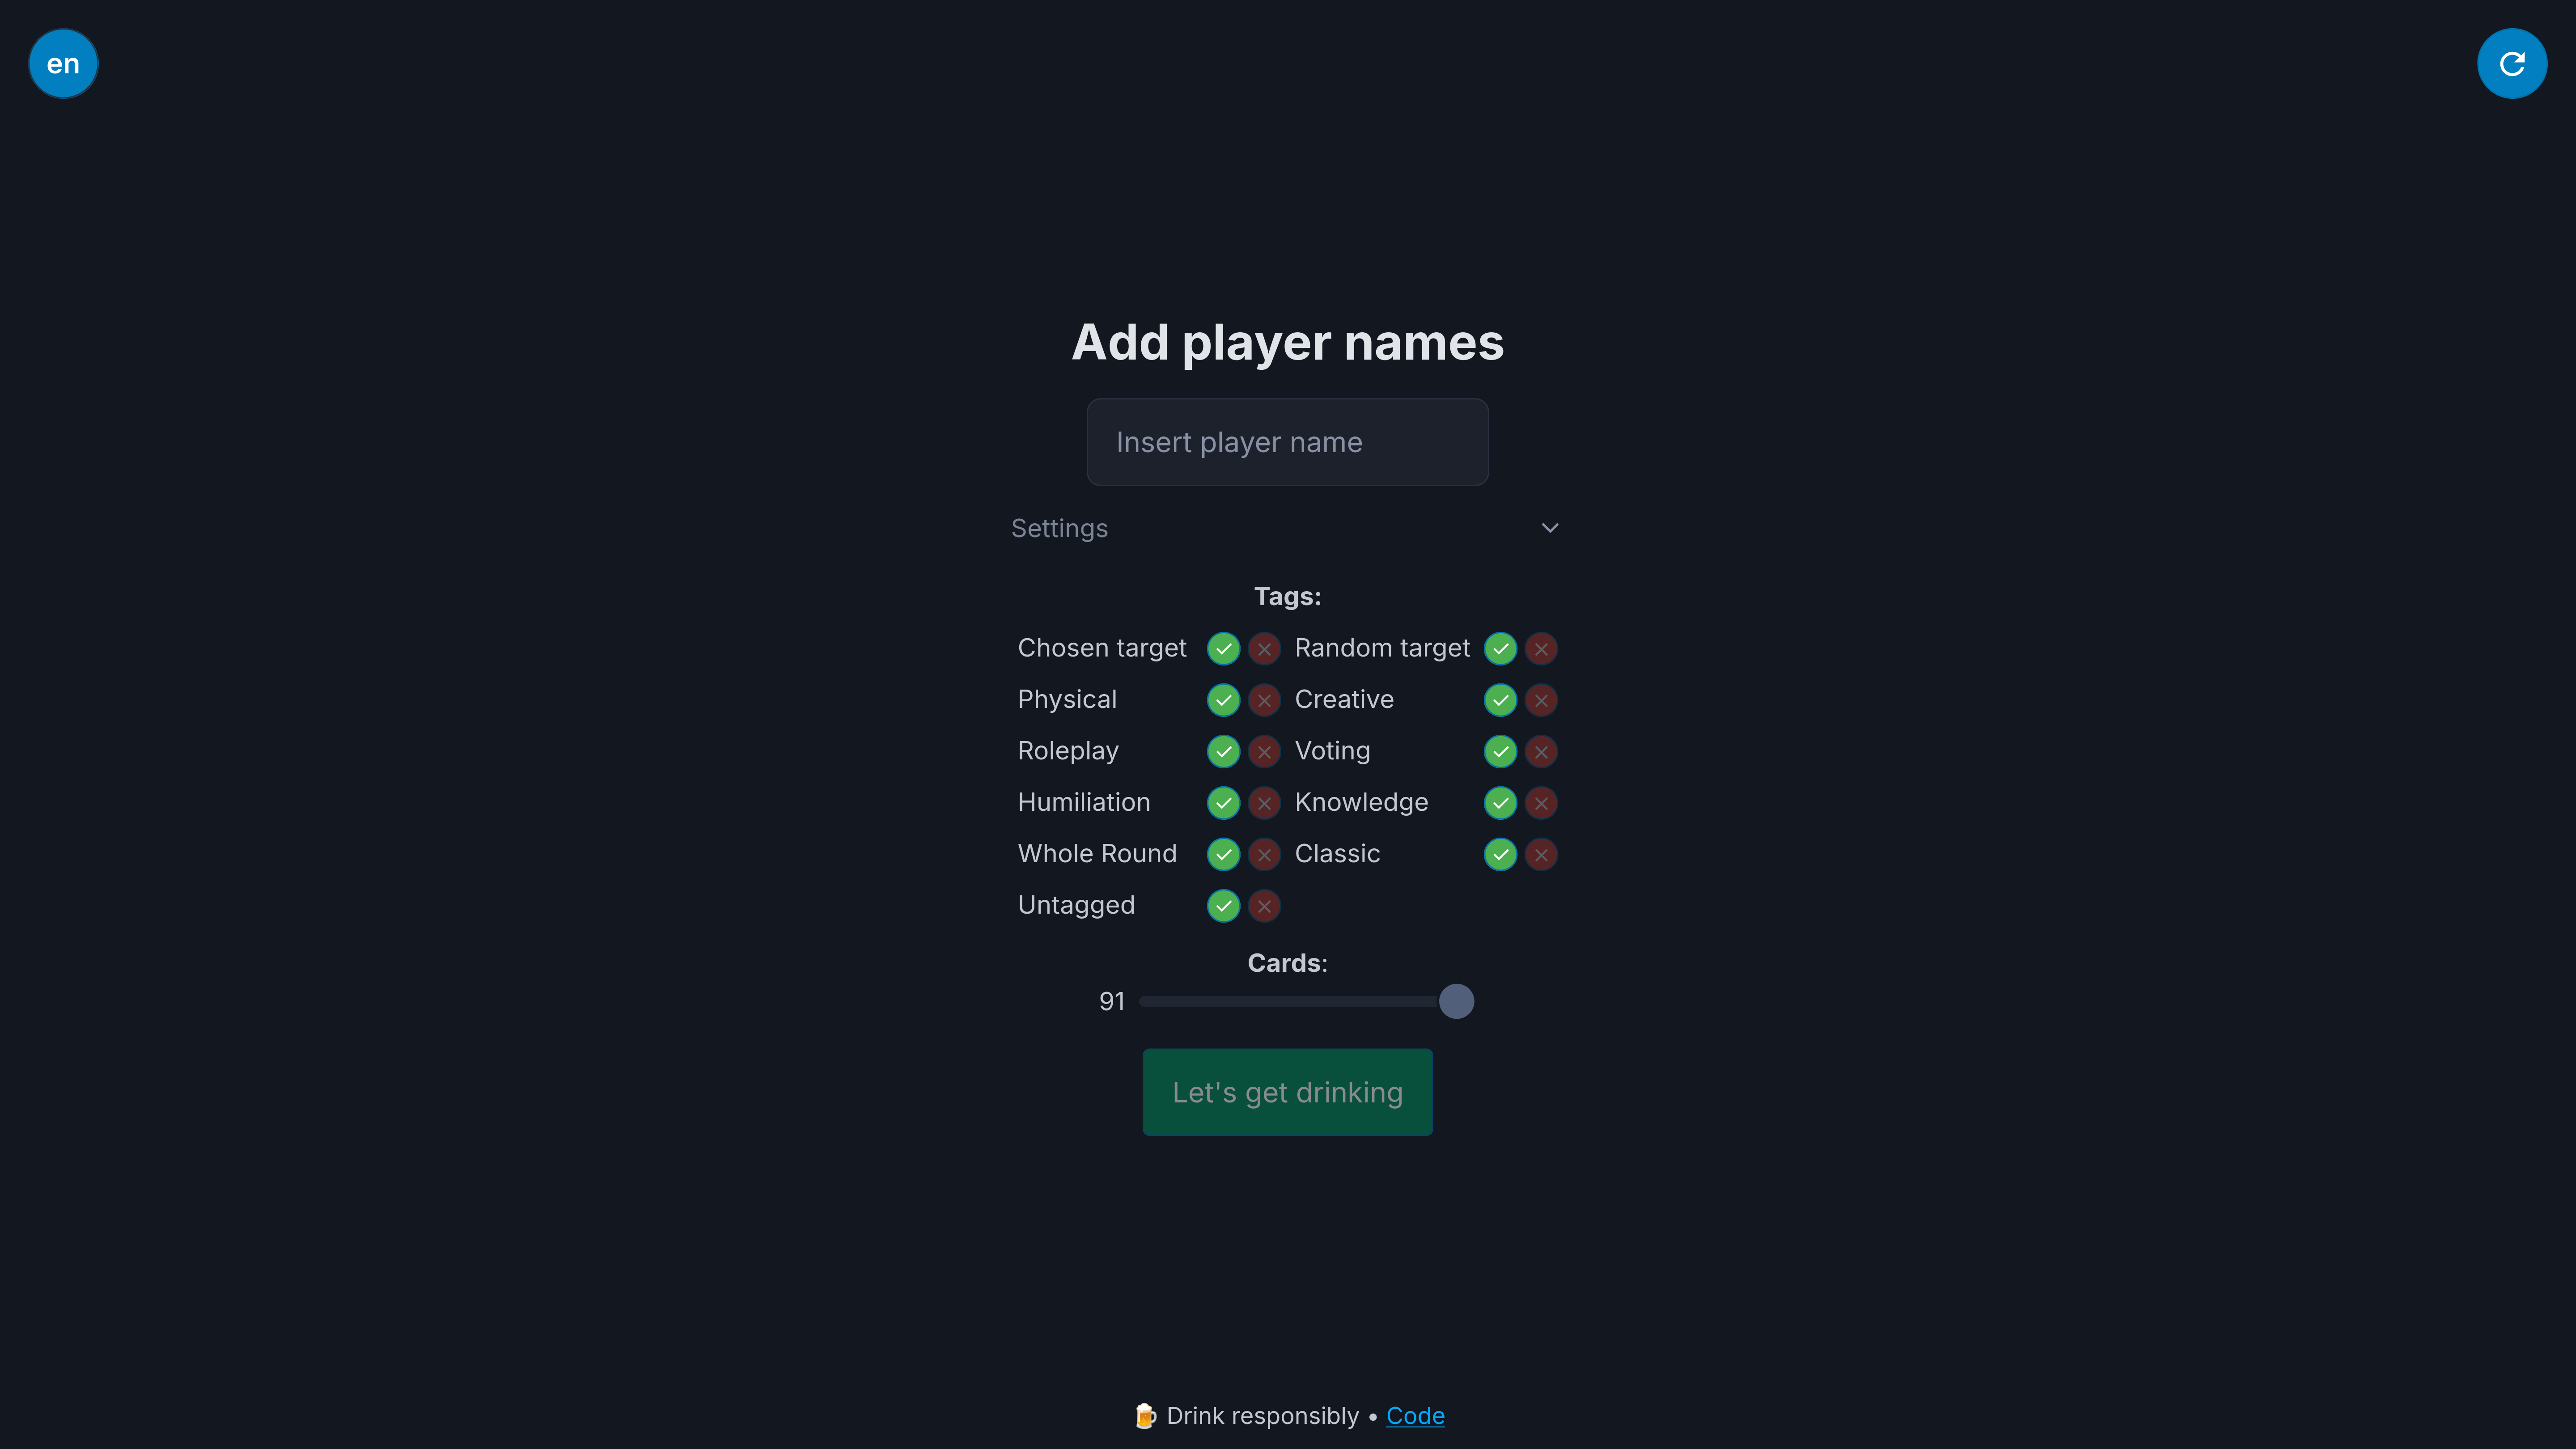 en
Add player names
Insert player name
Settings
Tags:
Chosen target Random target
Physical Creative
Roleplay Voting
Humiliation Knowledge
Whole Round Classic
Untagged
Cards:
91
Let's get drinking
🍺 Drink responsibly • Code